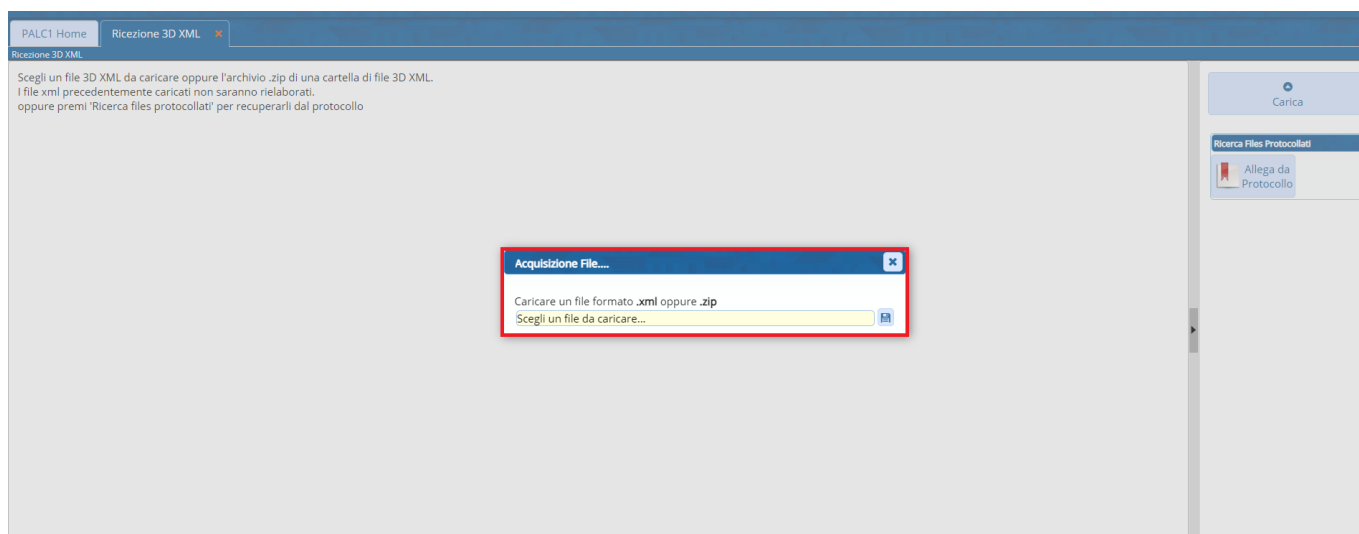 PALC1 Home
Ricezione 3D XML
Ricezione 3D XML
Scegli un file 3D XML da caricare oppure l'archivio .zip di una cartella di file 3D XML.
I file xml precedentemente caricati non saranno rielaborati.
oppure premi 'Ricerca files protocollati' per recuperarli dal protocollo
Carica
Ricerca Files Protocollati
Allega da
Protocollo
Acquisizione File....
Caricare un file formato .xml oppure .zip
Scegli un file da caricare...